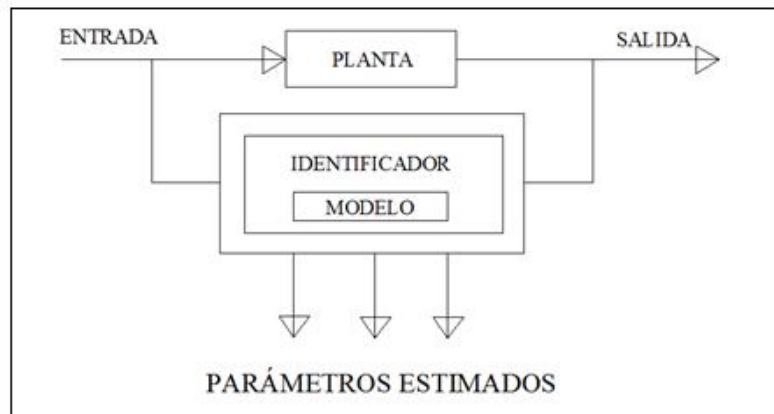 ENTRADA
SALIDA
PLANTA
IDENTIFICADOR
MODELO
PARÁMETROS ESTIMADOS